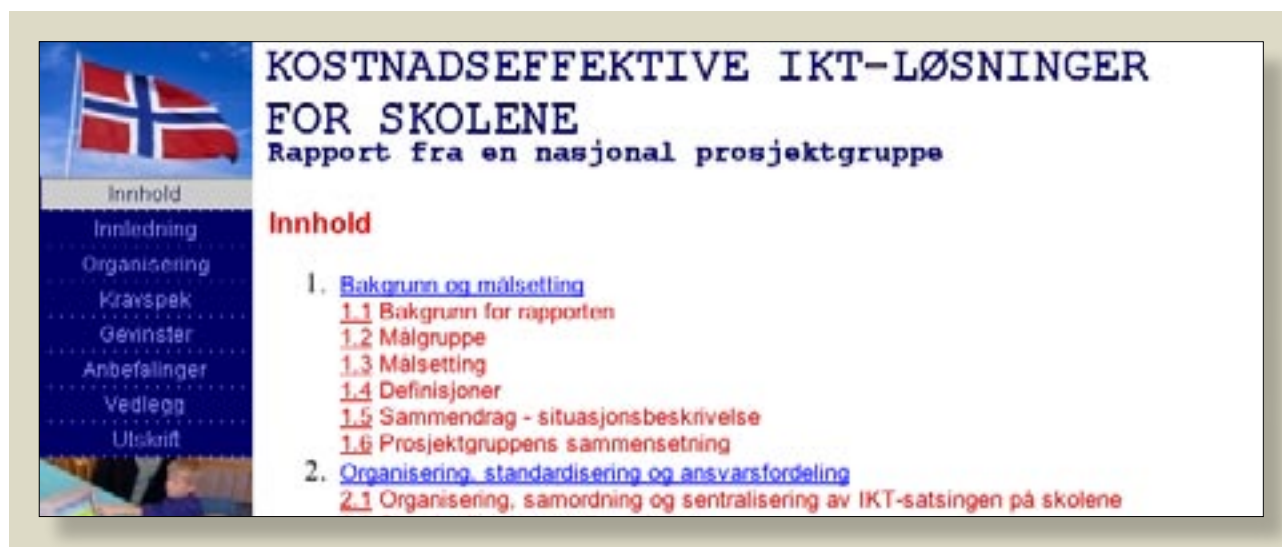 KOSTNADSEFFEKTIVE IKT-LØSNINGER
FOR SKOLENE
Rapport fra en nasjonal prosjektgruppe
Innhold
Innledning
Organisering
Kravspek
Gevinster
Anbefalinger
Vedlegg
Utskrift
Innhold
1. Bakgrunn og målsetting
1.1 Bakgrunn for rapporten
1.2 Målgruppe
1.3 Målsetting
1.4 Definisjoner
1.5 Sammendrag - situasjonsbeskrivelse
1.6 Prosjektgruppens sammensetning
2. Organisering, standardisering og ansvarsfordeling
2.1 Organisering, samordning og sentralisering av IKT-satsingen på skolene